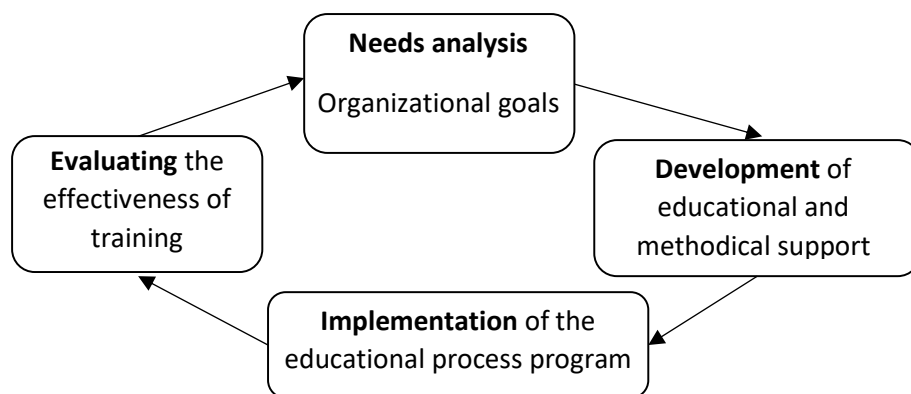 Needs analysis
Organizational goals
Evaluating the
effectiveness of
training
Development of
educational and
methodical support
Implementation of the
educational process program